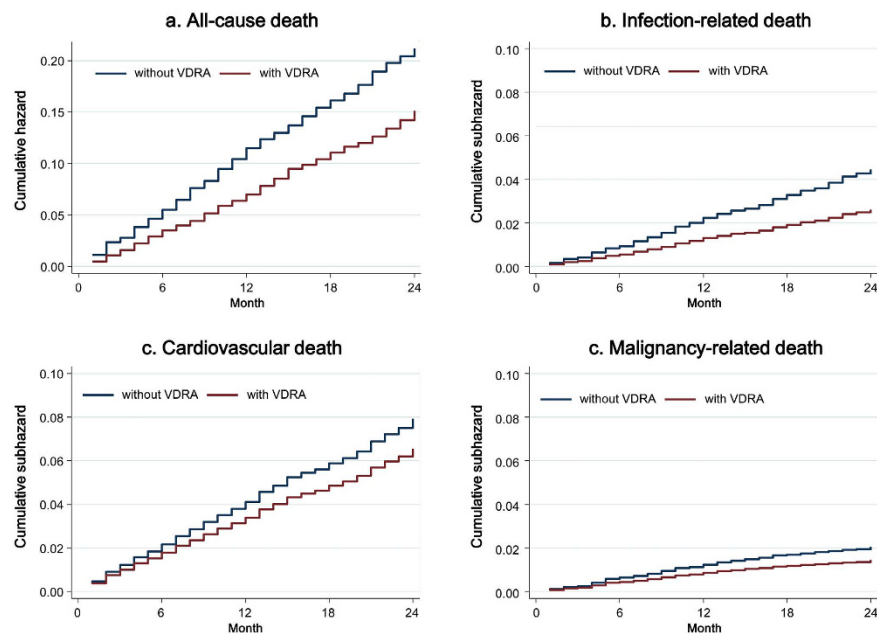 a. All-cause death
Cumulative hazard
0.20
0.15
0.10
0.05
0.00
without VDRA with VDRA
0 6 12 18 24
Month
b. Infection-related death
Cumulative subhazard
0.10
0.08
0.06
0.04
0.02
0.00
without VDRA with VDRA
0 6 12 18 24
Month
c. Cardiovascular death
Cumulative subhazard
0.10
0.08
0.06
0.04
0.02
0.00
without VDRA with VDRA
0 6 12 18 24
Month
c. Malignancy-related death
Cumulative subhazard
0.10
0.08
0.06
0.04
0.02
0.00
without VDRA with VDRA
0 6 12 18 24
Month